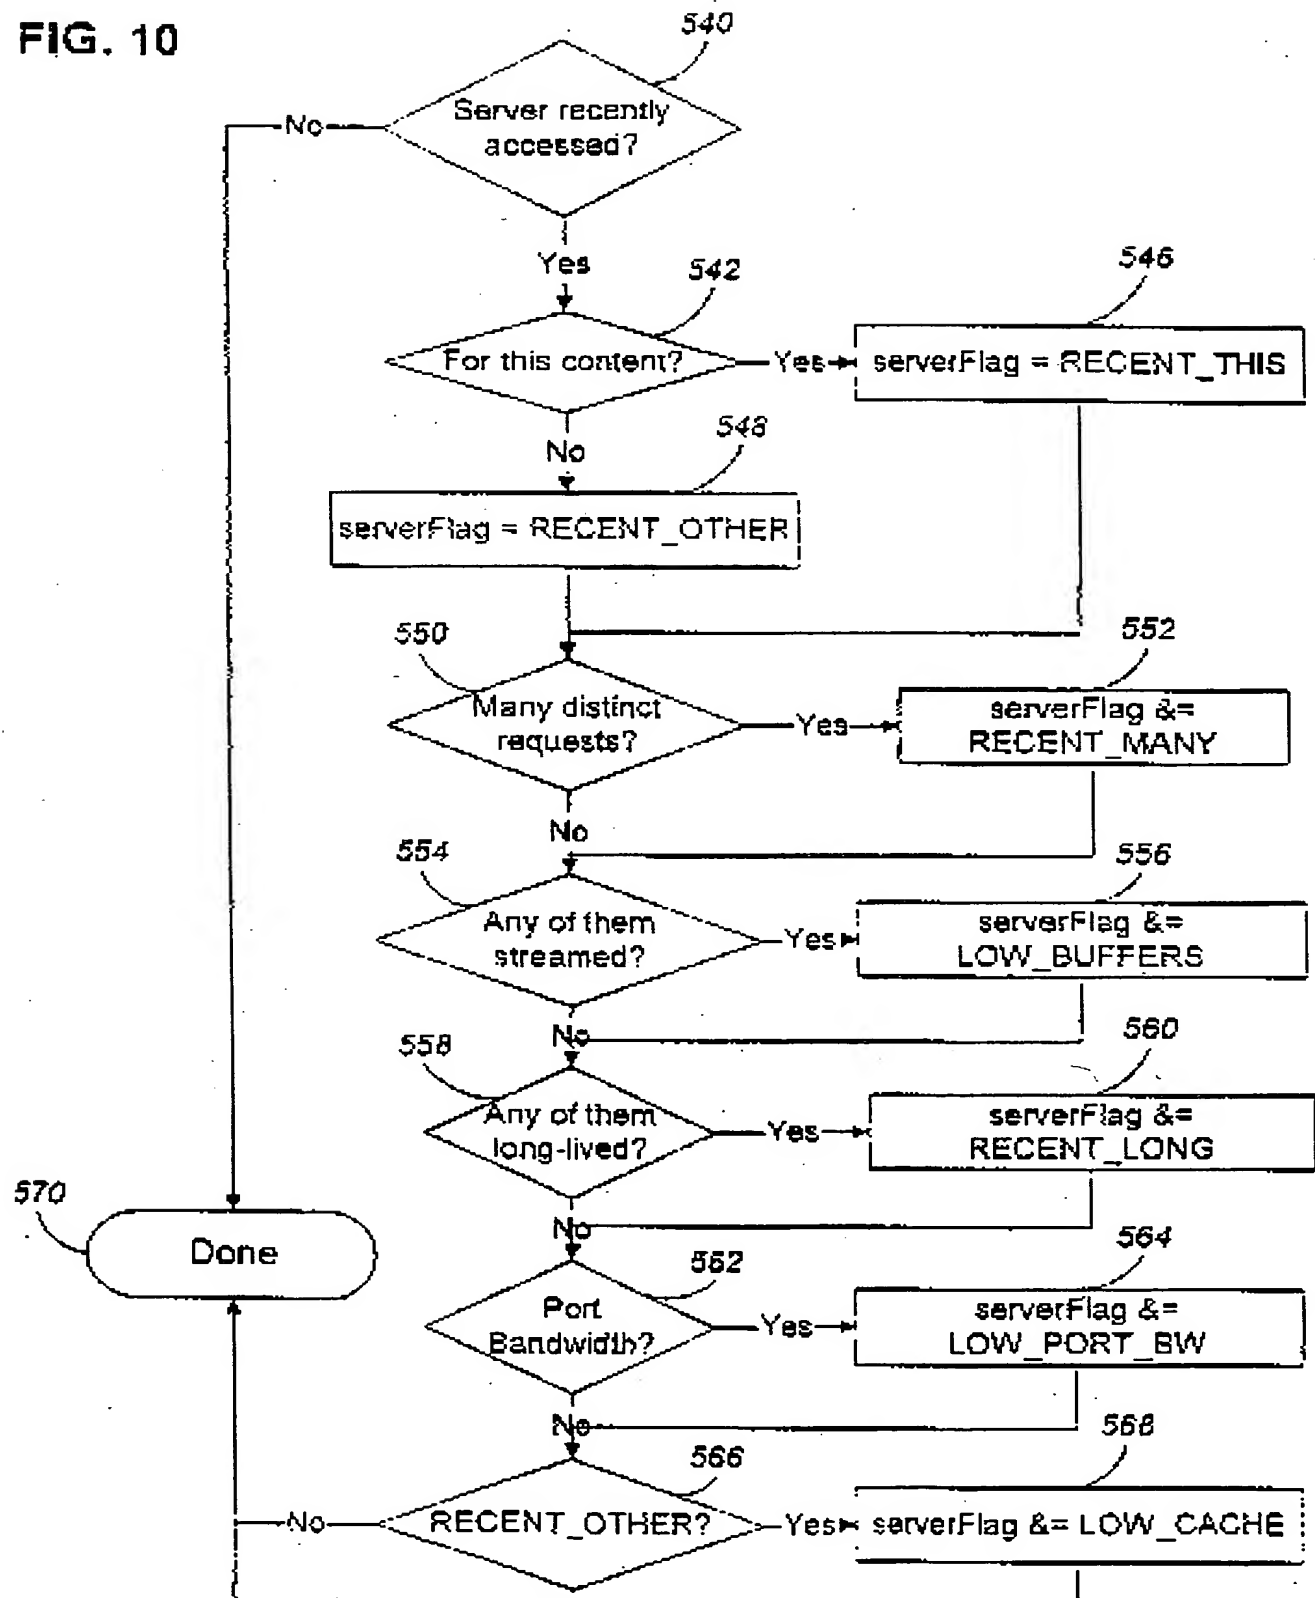 FIG. 10
540
Server recently
accessed?
No
Yes
542
546
For this content?
Yes
serverFlag = RECENT_THIS
No
548
serverFlag = RECENT_OTHER
550
552
Many distinct
requests?
Yes
serverFlag &=
RECENT_MANY
No
554
556
Any of them
streamed?
Yes
serverFlag &=
LOW_BUFFERS
No
558
560
Any of them
long-lived?
Yes
serverFlag &=
RECENT_LONG
No
570
Done
562
564
Port
Bandwidth?
Yes
serverFlag &=
LOW_PORT_BW
No
566
568
No
RECENT_OTHER?
Yes
serverFlag &= LOW_CACHE